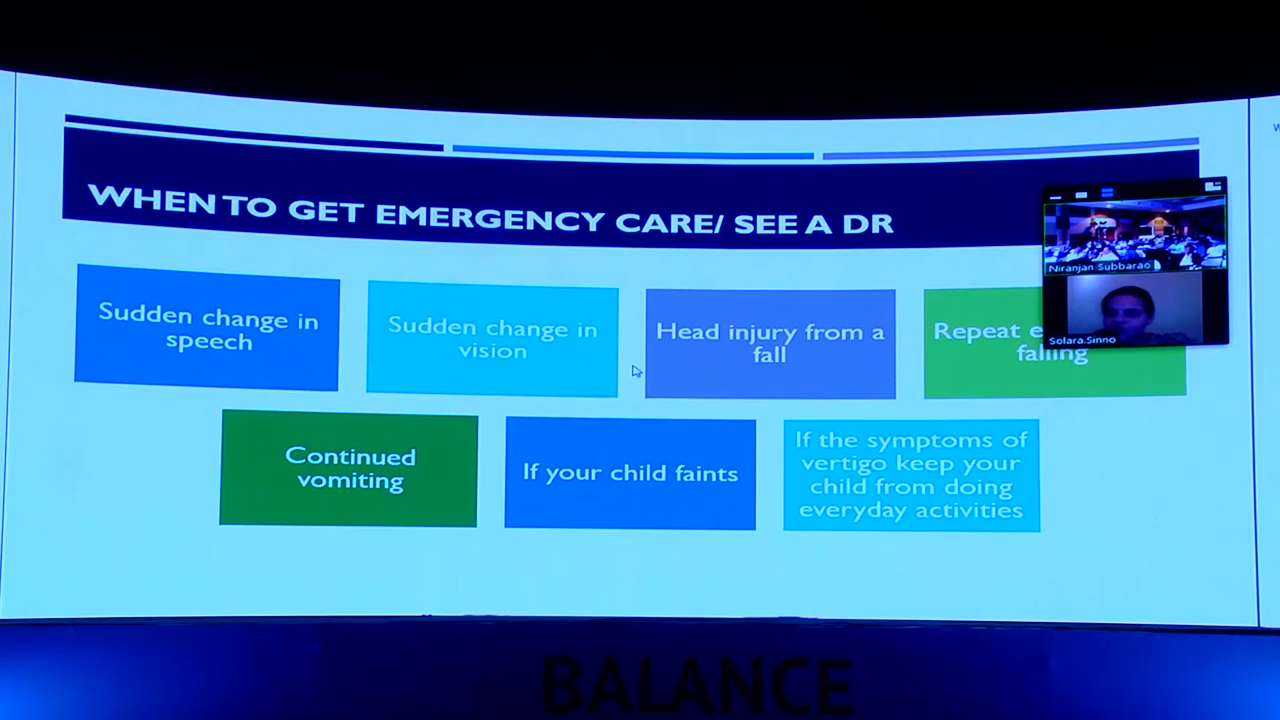 WHEN TO GET EMERGENCY CARE/ SEE A DR
Sudden change in
speech
Sudden change in
vision
Head injury from a
fall
Repeat
falling
Continued
vomiting
If your child faints
If the symptoms of
vertigo keep your
child from doing
everyday activities
Niranjan Subbarao
Solara.Sinno
BALANCE